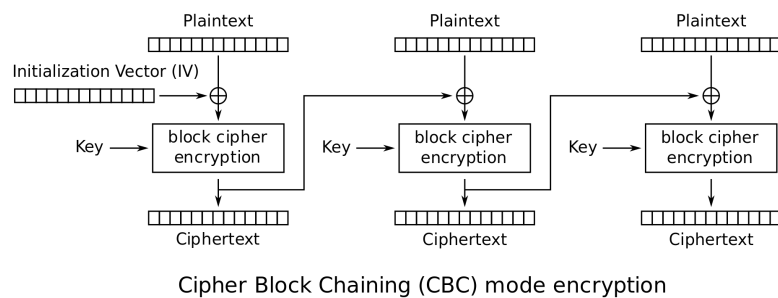 Plaintext
Plaintext
Plaintext
Initialization Vector (IV)
Key
block cipher
encryption
Key
block cipher
encryption
Key
block cipher
encryption
Ciphertext
Ciphertext
Ciphertext
Cipher Block Chaining (CBC) mode encryption